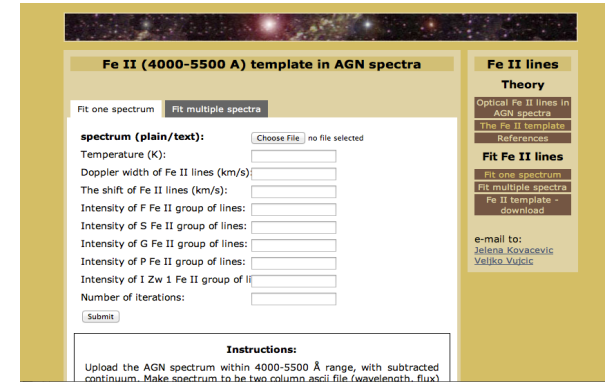 Fe II (4000-5500 A) template in AGN spectra
Fit one spectrum
Fit multiple spectra
spectrum (plain/text):
Choose File no file selected
Temperature (K):
Doppler width of Fe II lines (km/s):
The shift of Fe II lines (km/s):
Intensity of F Fe II group of lines:
Intensity of S Fe II group of lines:
Intensity of G Fe II group of lines:
Intensity of P Fe II group of lines:
Intensity of I Zw 1 Fe II group of li
Number of iterations:
Submit
Instructions:
Upload the AGN spectrum within 4000-5500 Å range, with subtracted
continuum. Make spectrum to be two column ascii file (wavelength, flux)
Fe II lines
Theory
Optical Fe II lines in
AGN spectra
The Fe II template
References
Fit Fe II lines
Fit one spectrum
Fit multiple spectra
Fe II template -
download
e-mail to:
Jelena Kovacevic
Veljko Vujcic